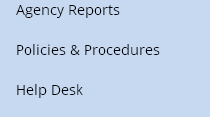 Agency Reports
Policies & Procedures
Help Desk